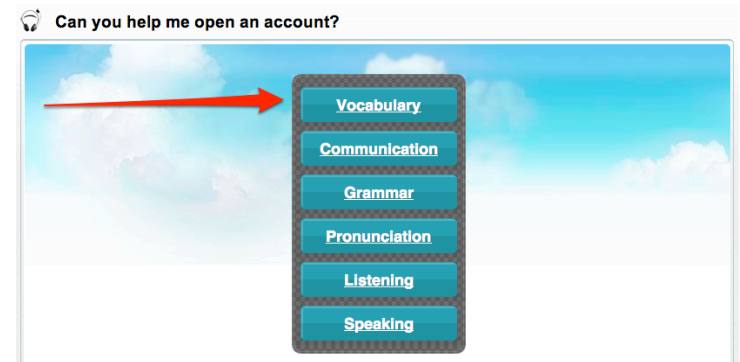 Can you help me open an account?
Vocabulary
Communication
Grammar
Pronunciation
Listening
Speaking